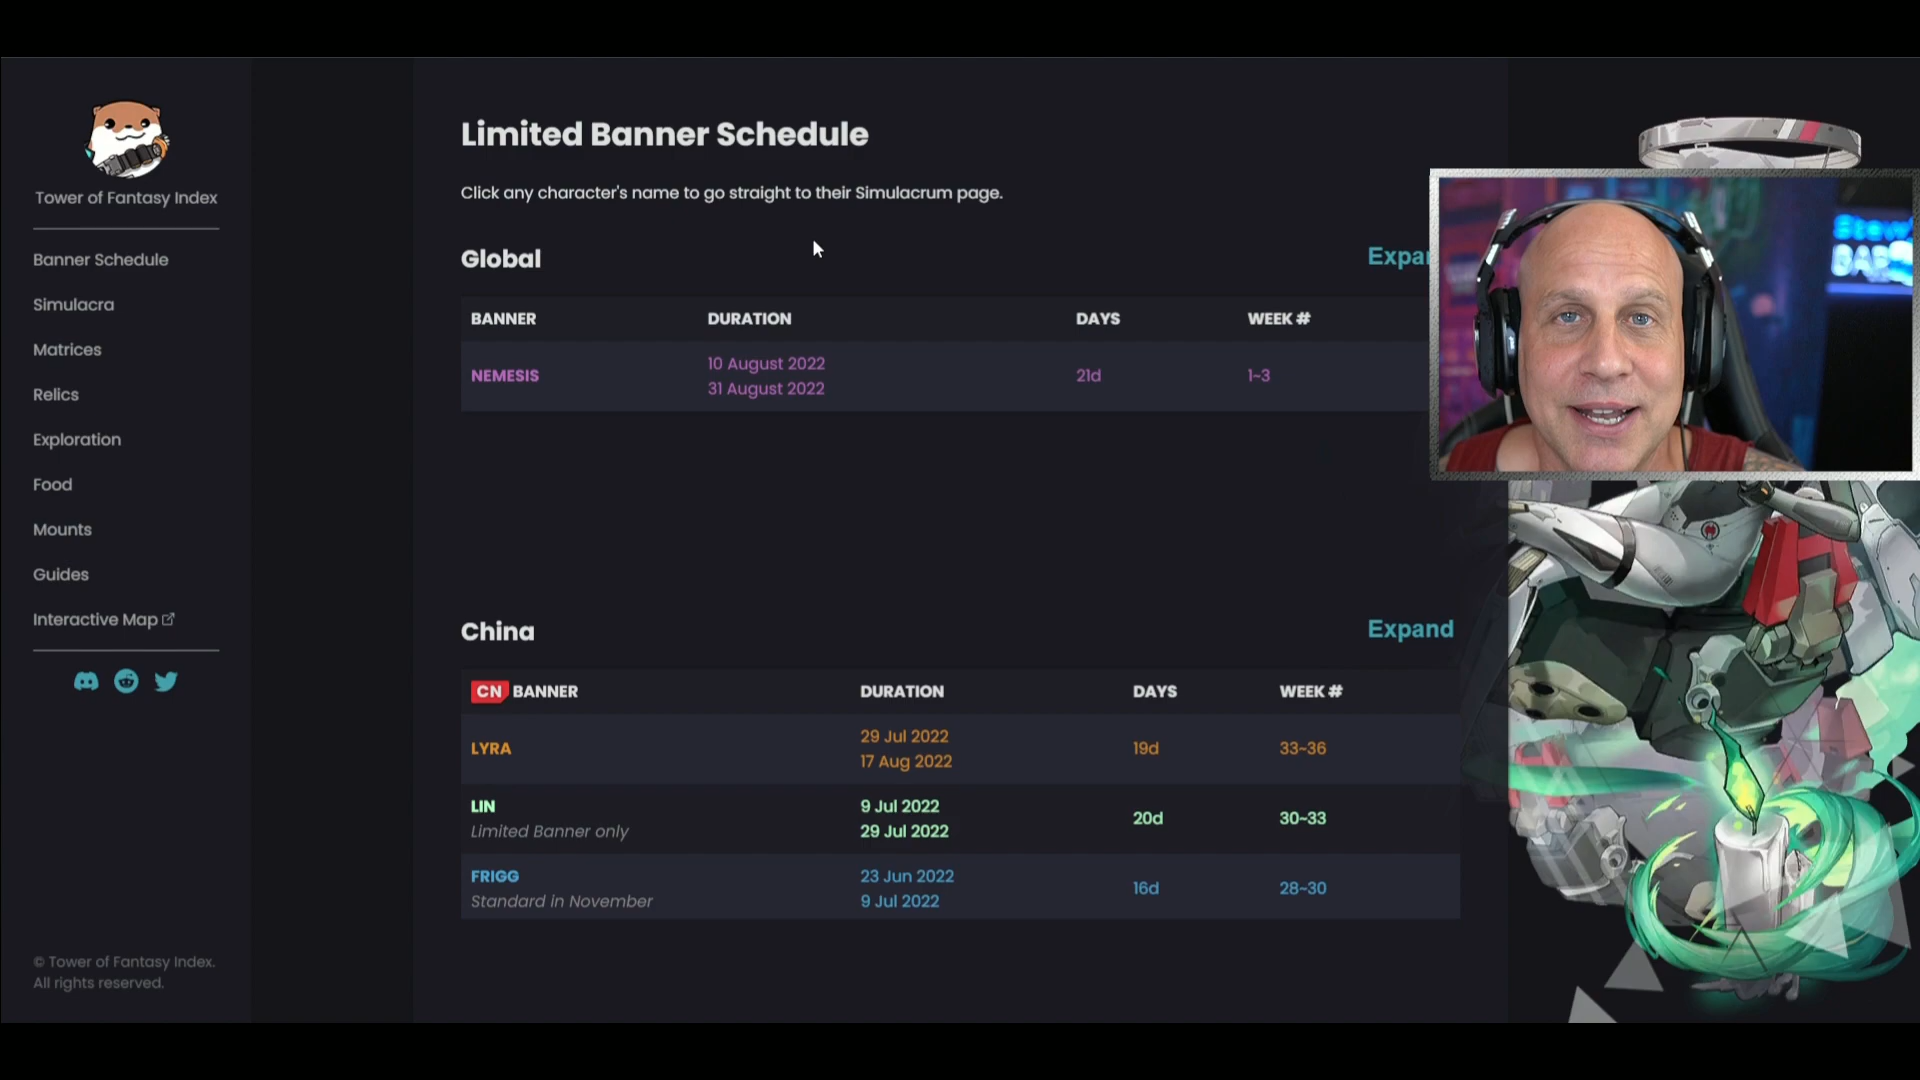 Tower of Fantasy Index
Banner Schedule
Simulacra
Matrices
Relics
Exploration
Food
Mounts
Guides
Interactive Map
© Tower of Fantasy Index.
All rights reserved.
Limited Banner Schedule
Click any character's name to go straight to their Simulacrum page.
Global
BANNER DURATION DAYS WEEK #
NEMESIS 10 August 2022 21d 1~3
31 August 2022
China Expand
CN BANNER DURATION DAYS WEEK #
LYRA 29 Jul 2022 19d 33~36
17 Aug 2022
LIN 9 Jul 2022 20d 30~33
Limited Banner only 29 Jul 2022
FRIGG 23 Jun 2022 16d 28~30
Standard in November 9 Jul 2022